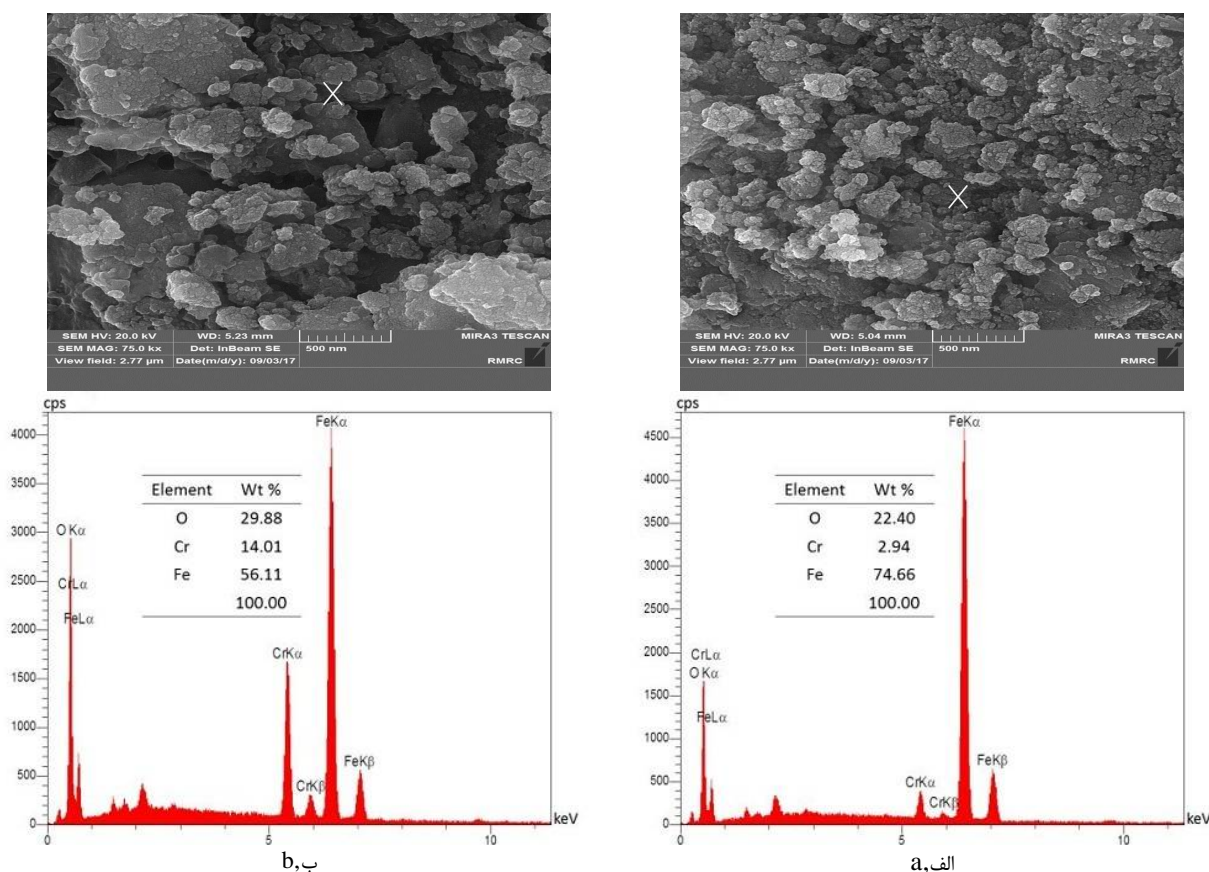 SEM HV: 20.0 kV WD: 5.23 mm MIRA3 TESCAN
SEM MAG: 75.0 kx Det: InBeam SE 500 nm
View field: 2.77 µm Date(m/d/y): 09/03/17 RMRC
SEM HV: 20.0 kV WD: 5.04 mm MIRA3 TESCAN
SEM MAG: 75.0 kx Det: InBeam SE 500 nm
View field: 2.77 µm Date(m/d/y): 09/03/17 RMRC
cps
4000
3500
3000
2500
2000
1500
1000
500
0
FeKα
Element Wt %
O 29.88
Cr 14.01
Fe 56.11
100.00
O Kα
CrLα
FeLα
CrKα
CrKβ
FeKβ
0 5 10 keV
b,ب
cps
4500
4000
3500
3000
2500
2000
1500
1000
500
0
FeKα
Element Wt %
O 22.40
Cr 2.94
Fe 74.66
100.00
CrLα
O Kα
FeLα
CrKα
CrKβ
FeKβ
0 5 10 keV
a,الف